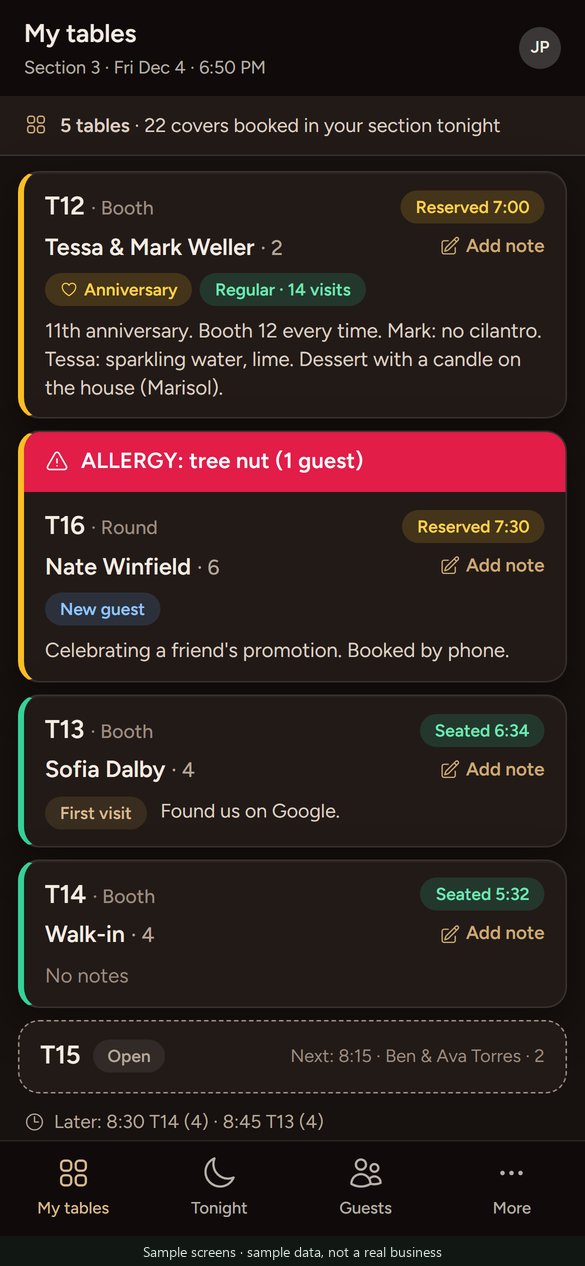 My tables
Section 3 · Fri Dec 4 · 6:50 PM
JP
5 tables · 22 covers booked in your section tonight
T12 · Booth
Reserved 7:00
Tessa & Mark Weller · 2
Add note
Anniversary
Regular · 14 visits
11th anniversary. Booth 12 every time. Mark: no cilantro.
Tessa: sparkling water, lime. Dessert with a candle on
the house (Marisol).
ALLERGY: tree nut (1 guest)
T16 · Round
Reserved 7:30
Nate Winfield · 6
Add note
New guest
Celebrating a friend's promotion. Booked by phone.
T13 · Booth
Seated 6:34
Sofia Dalby · 4
Add note
First visit
Found us on Google.
T14 · Booth
Seated 5:32
Walk-in · 4
Add note
No notes
T15
Open
Next: 8:15 · Ben & Ava Torres · 2
Later: 8:30 T14 (4) · 8:45 T13 (4)
My tables
Tonight
Guests
More
Sample screens · sample data, not a real business